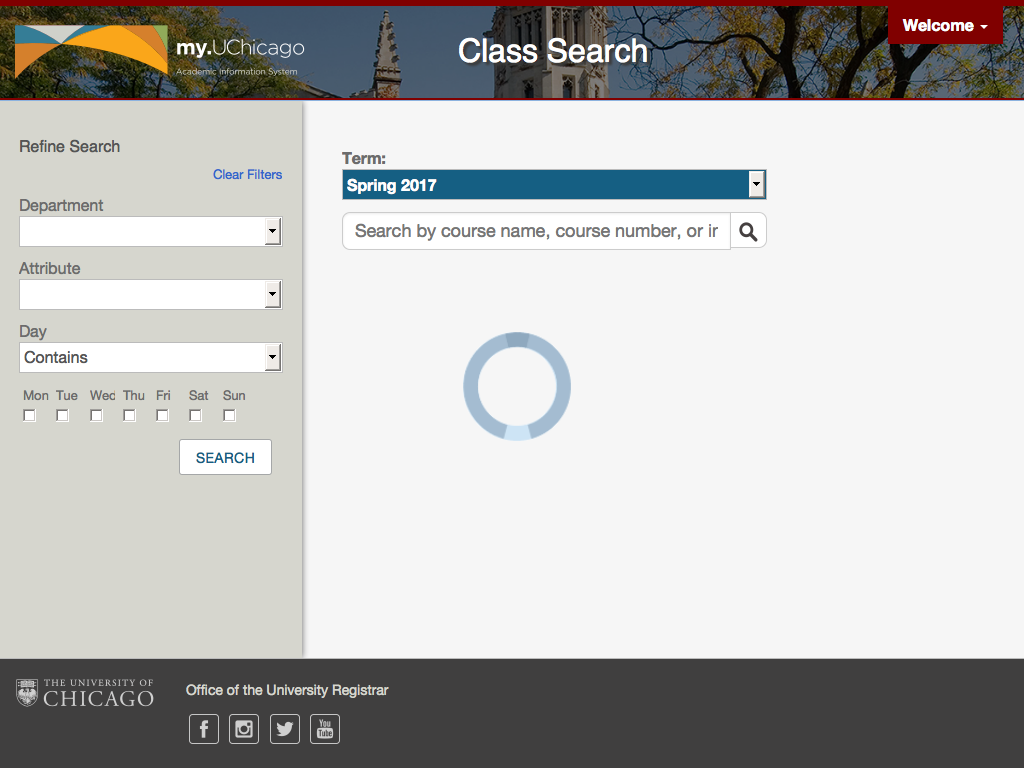 my.UChicago
Academic Information System
Class Search
Welcome
Refine Search
Clear Filters
Department
Attribute
Day
Contains
Mon Tue Wed Thu Fri Sat Sun
SEARCH
Term:
Spring 2017
Search by course name, course number, or ir
THE UNIVERSITY OF
CHICAGO
Office of the University Registrar
You
Tube